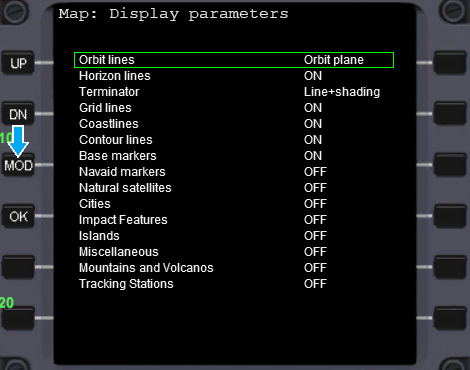 Map: Display parameters
Orbit lines Orbit plane
Horizon lines ON
Terminator Line+shading
Grid lines ON
Coastlines ON
Contour lines ON
Base markers ON
Navaid markers OFF
Natural satellites OFF
Cities OFF
Impact Features OFF
Islands OFF
Miscellaneous OFF
Mountains and Volcanos OFF
Tracking Stations OFF
UP
DN
10
MOD
OK
20